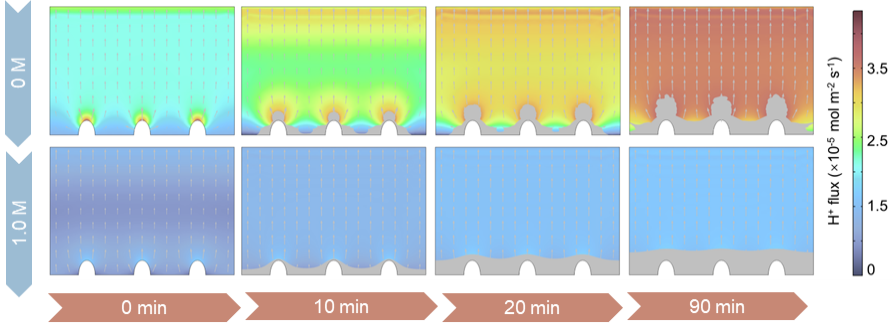 0 M
1.0 M
0 min
10 min
20 min
90 min
3.5
2.5
1.5
0
H⁺ flux (×10⁻⁵ mol m⁻² s⁻¹)